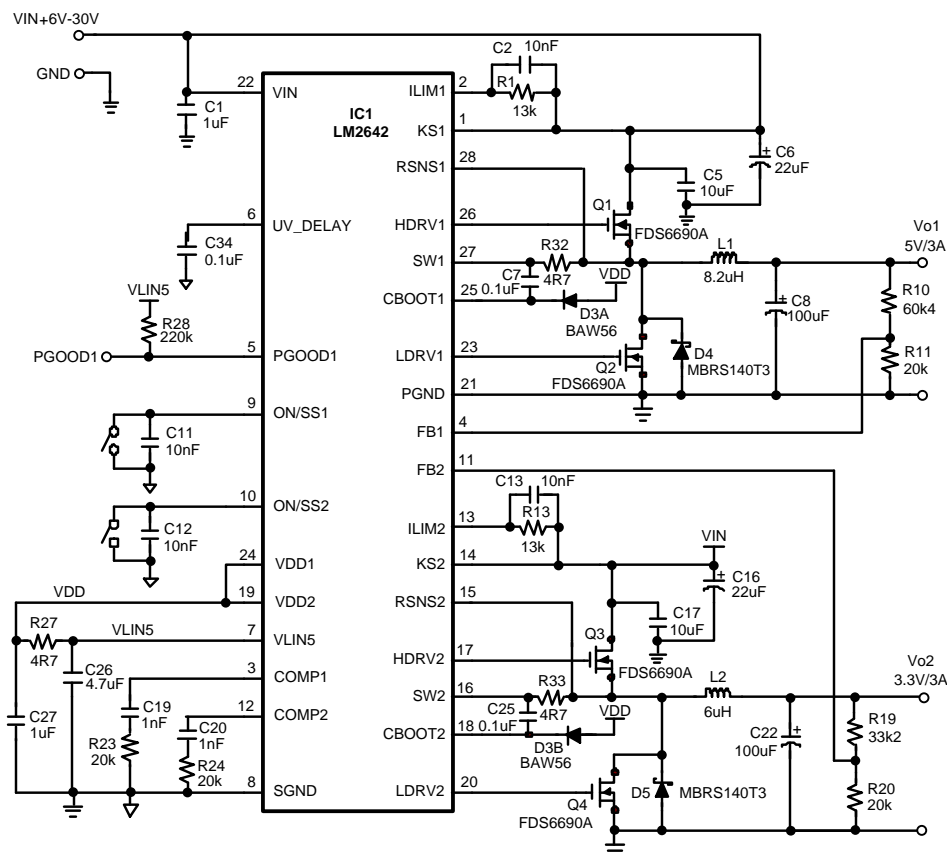 VIN+6V-30V
GND
C1
1uF
22
VIN
IC1
LM2642
ILIM1
2
C2
10nF
R1
13k
KS1
1
RSNS1
28
C5
10uF
C6
22uF
6
UV_DELAY
C34
0.1uF
HDRV1
26
Q1
FDS6690A
SW1
27
R32
4R7
C7
0.1uF
VDD
L1
8.2uH
Vo1
5V/3A
CBOOT1
25
D3A
BAW56
C8
100uF
R10
60k4
VLIN5
R28
220k
PGOOD1
5
PGOOD1
LDRV1
23
Q2
FDS6690A
D4
MBRS140T3
R11
20k
PGND
21
9
ON/SS1
C11
10nF
FB1
4
FB2
11
10
ON/SS2
C12
10nF
C13
10nF
R13
13k
ILIM2
13
24
VDD1
KS2
14
VIN
C16
22uF
VDD
19
VDD2
RSNS2
15
C17
10uF
R27
4R7
VLIN5
7
VLIN5
C26
4.7uF
HDRV2
17
Q3
FDS6690A
3
COMP1
C19
1nF
SW2
16
R33
4R7
VDD
L2
6uH
Vo2
3.3V/3A
12
COMP2
C20
1nF
C27
1uF
R23
20k
R24
20k
C25
0.1uF
CBOOT2
18
D3B
BAW56
C22
100uF
R19
33k2
8
SGND
LDRV2
20
Q4
FDS6690A
D5
MBRS140T3
R20
20k